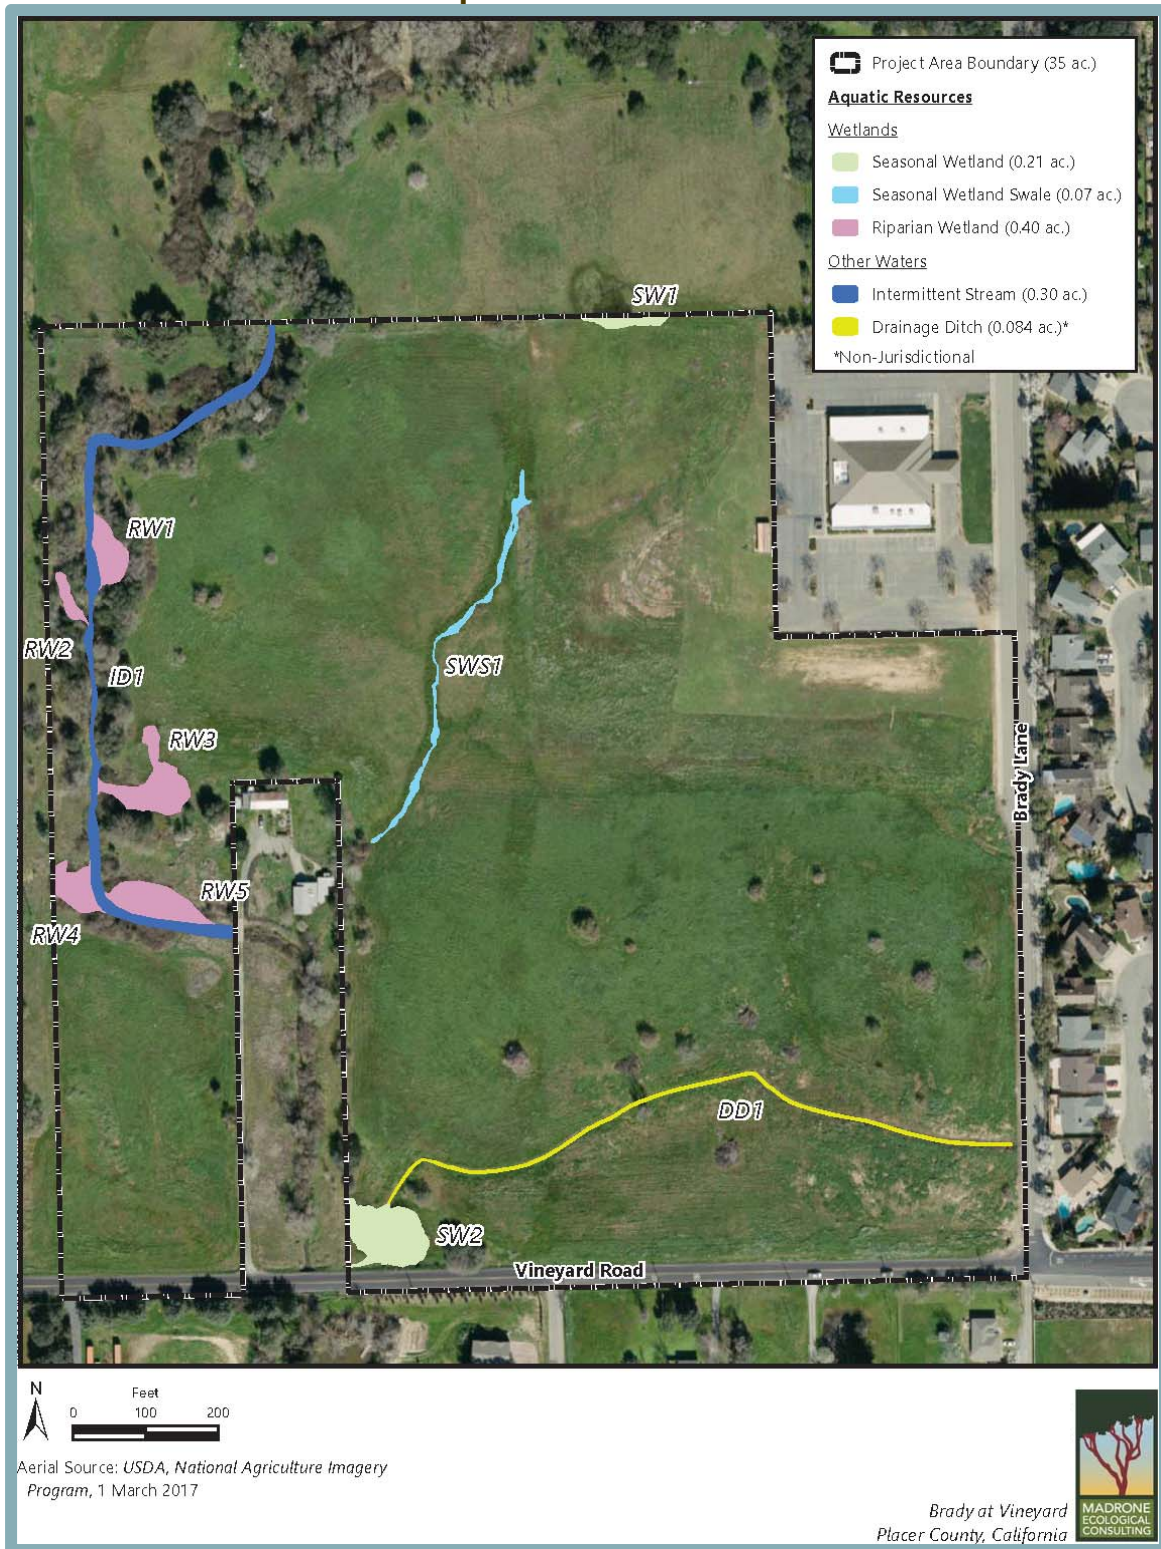 Project Area Boundary (35 ac.)
Aquatic Resources
Wetlands
Seasonal Wetland (0.21 ac.)
Seasonal Wetland Swale (0.07 ac.)
Riparian Wetland (0.40 ac.)
Other Waters
Intermittent Stream (0.30 ac.)
Drainage Ditch (0.084 ac.)*
*Non-Jurisdictional
SW1
RW1
RW2
ID1
SWS1
RW3
Brady Lane
RW5
RW4
DD1
SW2
Vineyard Road
N
Feet
0 100 200
Aerial Source: USDA, National Agriculture Imagery
Program, 1 March 2017
Brady at Vineyard
Placer County, California
MADRONE
ECOLOGICAL
CONSULTING